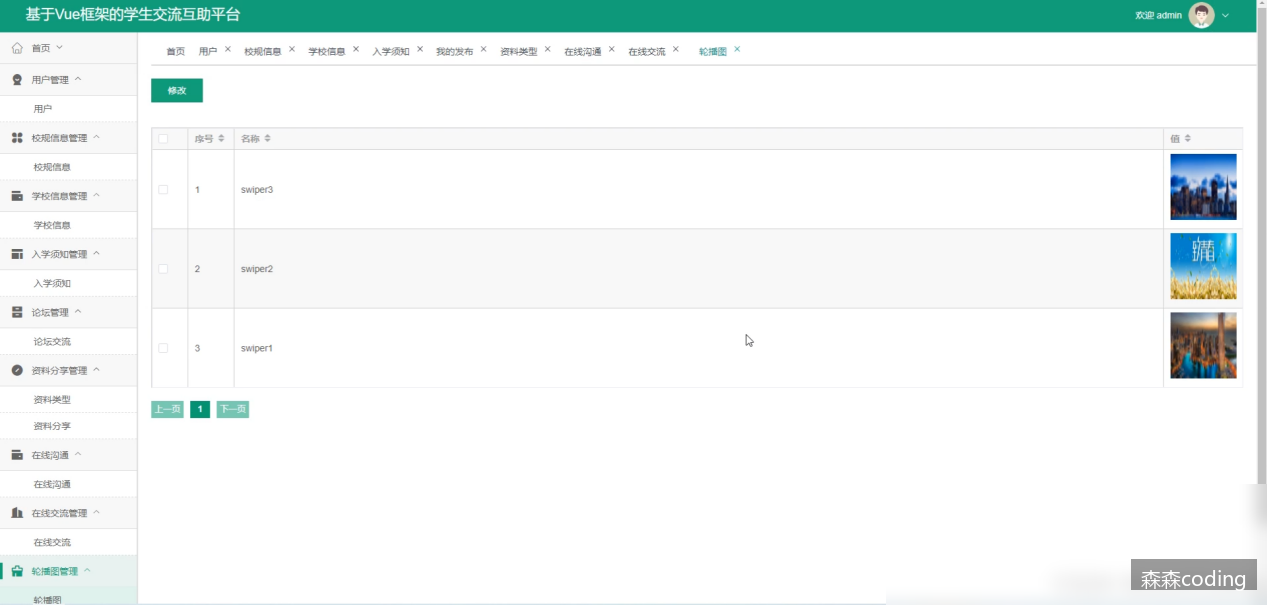 基于Vue框架的学生交流互助平台
欢迎 admin
首页
用户管理
用户
校规信息管理
校规信息
学校信息管理
学校信息
入学须知管理
入学须知
论坛管理
论坛交流
资料分享管理
资料类型
资料分享
在线沟通
在线沟通
在线交流管理
在线交流
轮播图管理
轮播图
首页 用户 校规信息 学校信息 入学须知 我的发布 资料类型 在线沟通 在线交流 轮播图
修改
序号 名称 值
1 swiper3
2 swiper2
3 swiper1
上一页 1 下一页
森森coding